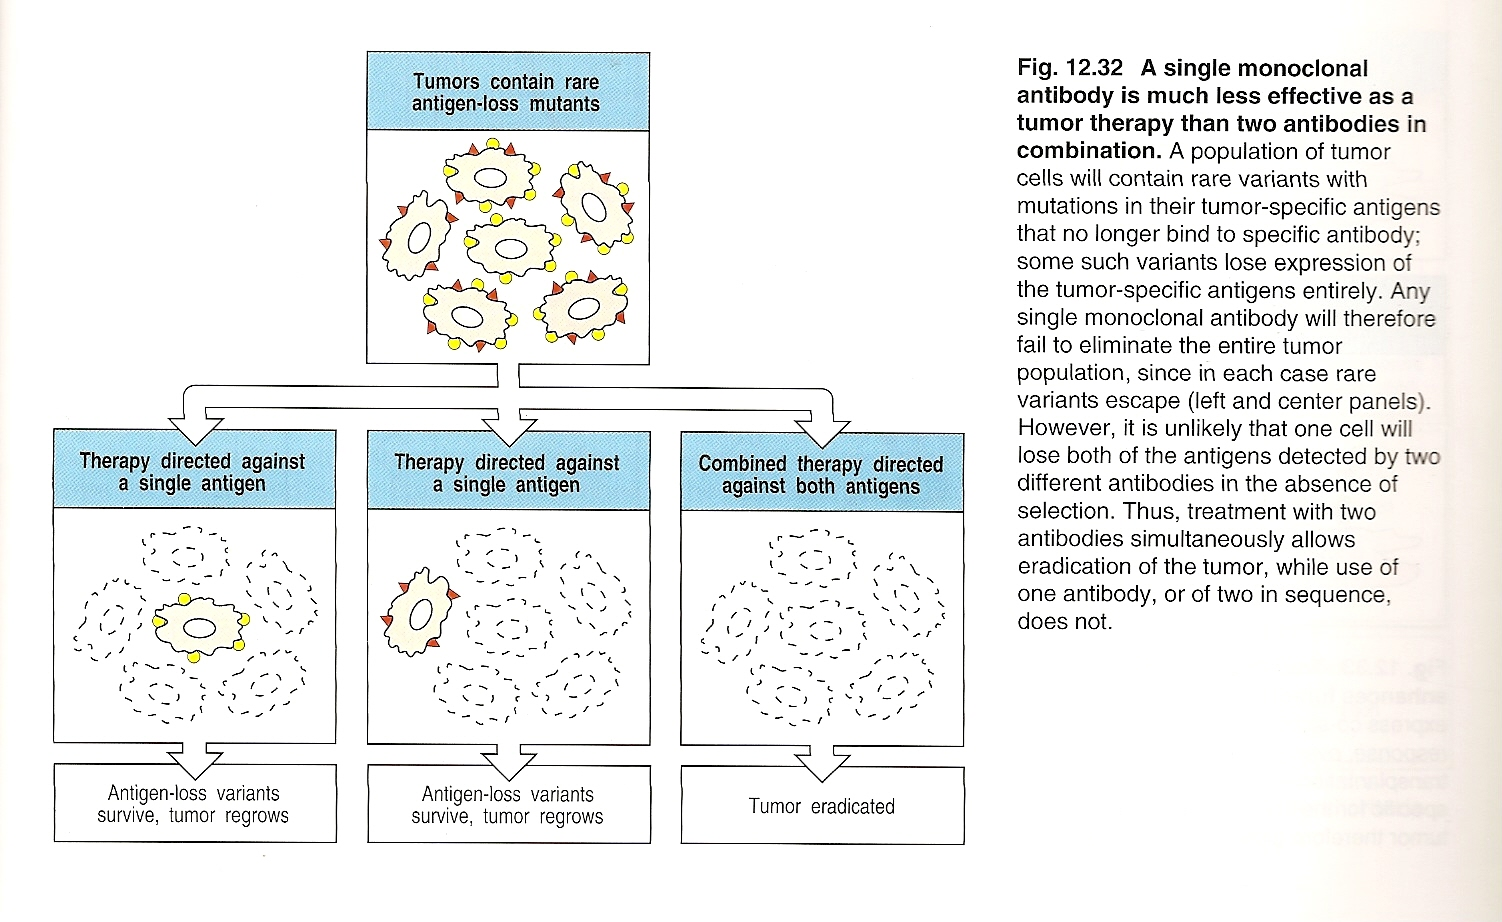 Tumors contain rare
antigen-loss mutants
Therapy directed against
a single antigen
Therapy directed against
a single antigen
Combined therapy directed
against both antigens
Antigen-loss variants
survive, tumor regrows
Antigen-loss variants
survive, tumor regrows
Tumor eradicated
Fig. 12.32 A single monoclonal
antibody is much less effective as a
tumor therapy than two antibodies in
combination. A population of tumor
cells will contain rare variants with
mutations in their tumor-specific antigens
that no longer bind to specific antibody;
some such variants lose expression of
the tumor-specific antigens entirely. Any
single monoclonal antibody will therefore
fail to eliminate the entire tumor
population, since in each case rare
variants escape (left and center panels).
However, it is unlikely that one cell will
lose both of the antigens detected by two
different antibodies in the absence of
selection. Thus, treatment with two
antibodies simultaneously allows
eradication of the tumor, while use of
one antibody, or of two in sequence,
does not.